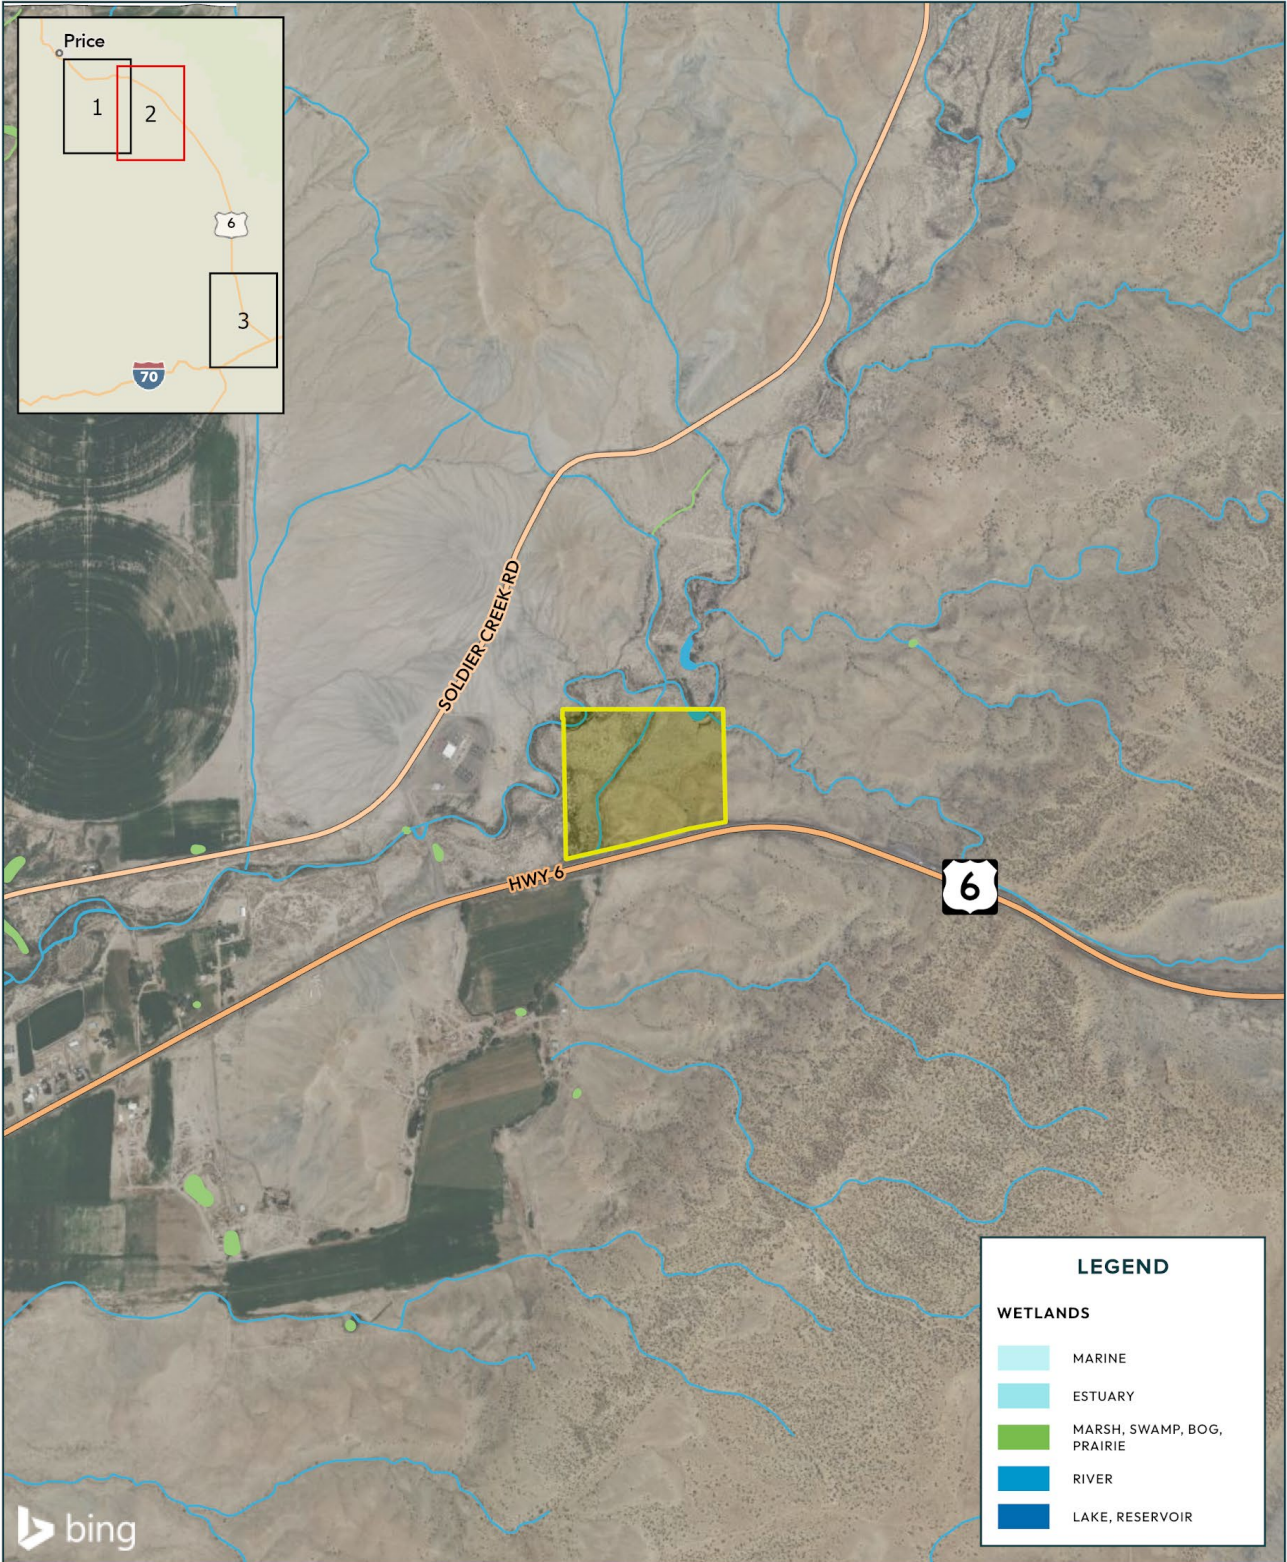 Price
1
2
6
3
70
SOLDIER CREEK RD
HWY 6
6
LEGEND
WETLANDS
MARINE
ESTUARY
MARSH, SWAMP, BOG,
PRAIRIE
RIVER
LAKE, RESERVOIR
bing